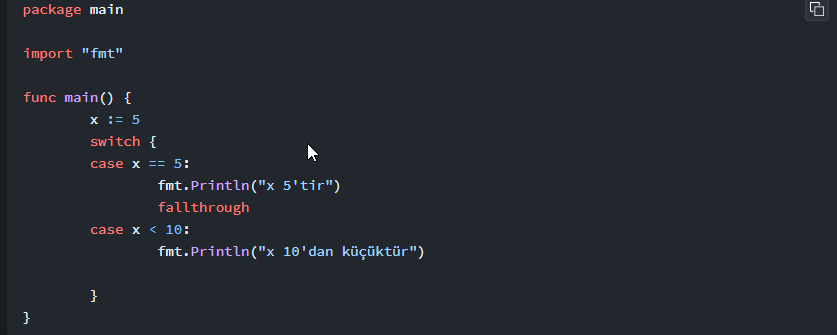 package main
import "fmt"
func main() {
x := 5
switch {
case x == 5:
fmt.Println("x 5'tir")
fallthrough
case x < 10:
fmt.Println("x 10'dan küçüktür")
}
}